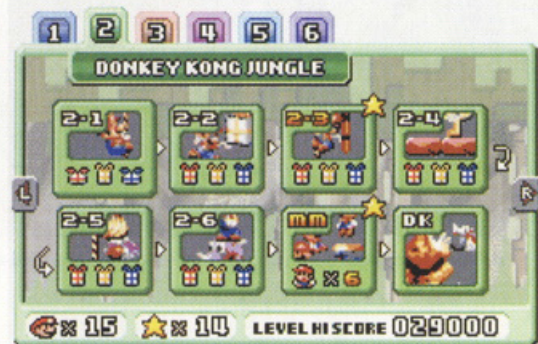 1 2 3 4 5 6
DONKEY KONG JUNGLE
2-1 2-2 2-3 2-4
L R
2-5 2-6 MM DK
×6
×15 ×14 LEVEL HI SCORE 029000